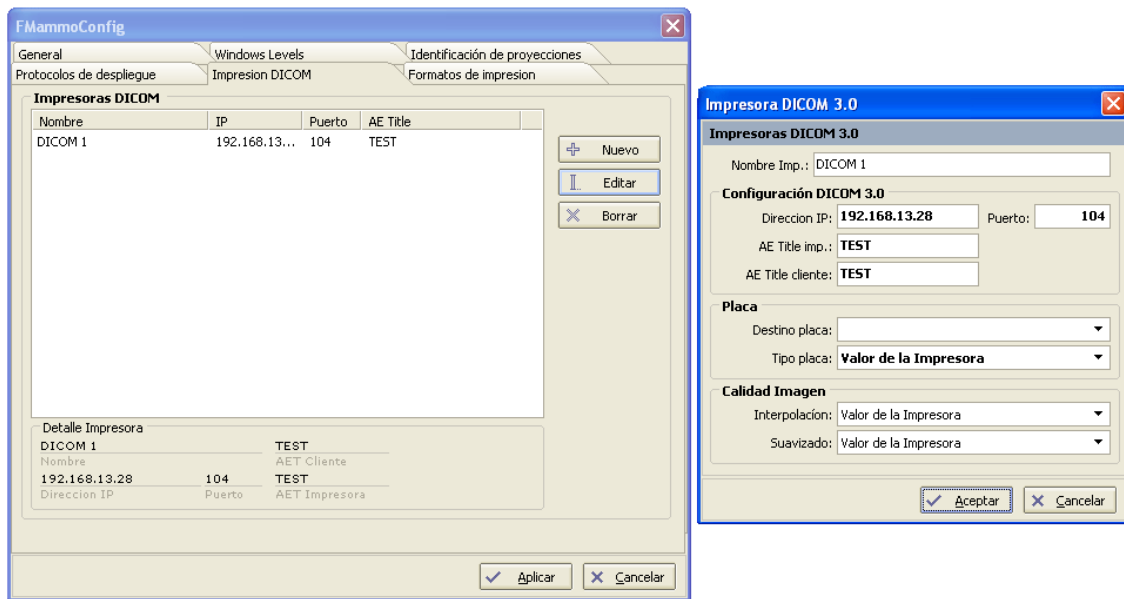 FMammoConfig
General Windows Levels Identificación de proyecciones
Protocolos de despliegue Impresion DICOM Formatos de impresion
Impresoras DICOM
Nombre IP Puerto AE Title
DICOM 1 192.168.13... 104 TEST
Nuevo
Editar
Borrar
Detalle Impresora
DICOM 1 TEST
Nombre AET Cliente
192.168.13.28 104 TEST
Direccion IP Puerto AET Impresora
Aplicar Cancelar
Impresora DICOM 3.0
Impresoras DICOM 3.0
Nombre Imp.: DICOM 1
Configuración DICOM 3.0
Direccion IP: 192.168.13.28 Puerto: 104
AE Title imp.: TEST
AE Title cliente: TEST
Placa
Destino placa:
Tipo placa: Valor de la Impresora
Calidad Imagen
Interpolacíon: Valor de la Impresora
Suavizado: Valor de la Impresora
Aceptar Cancelar